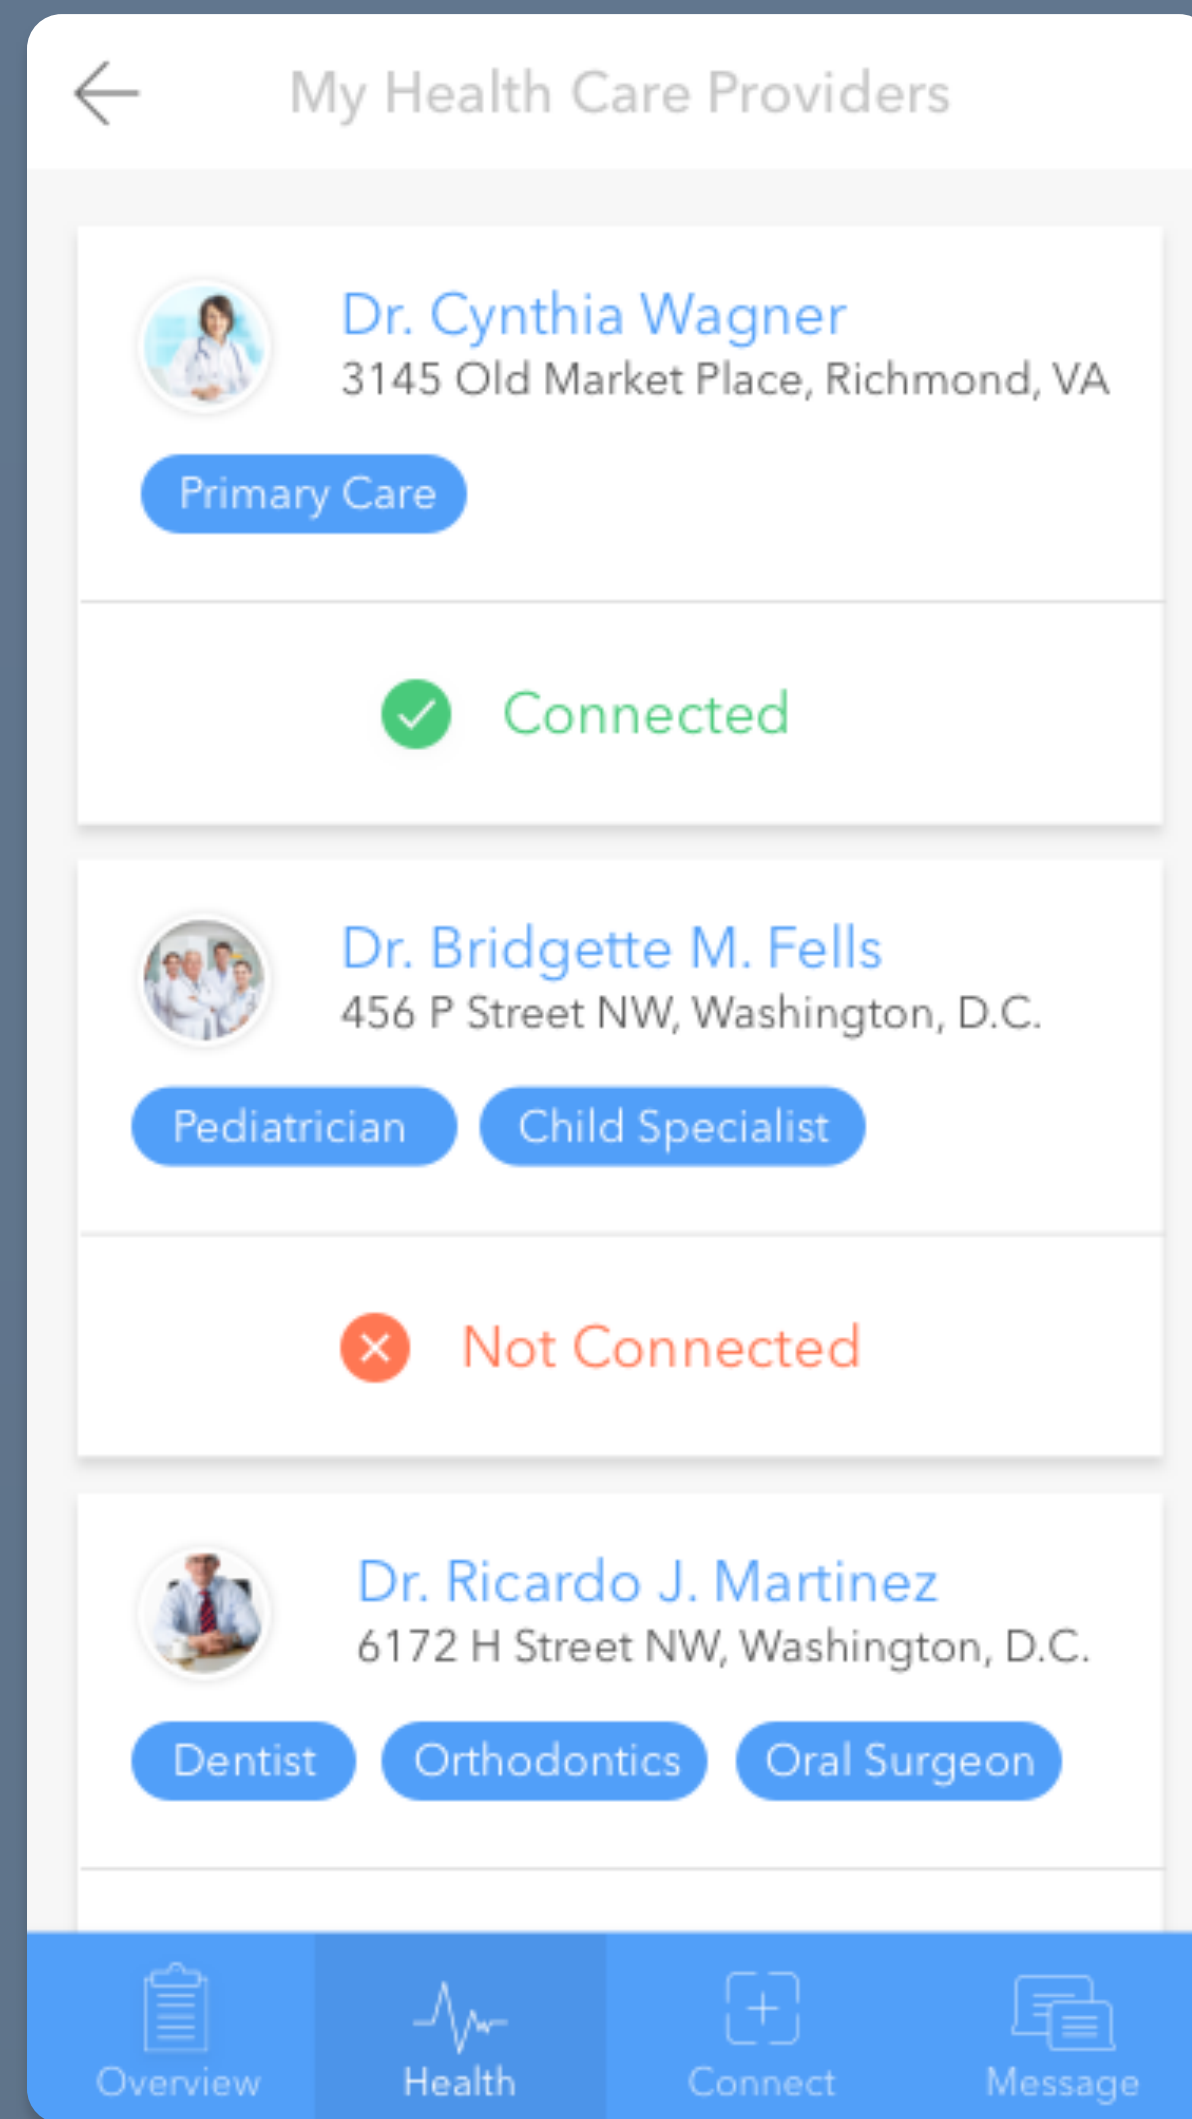 My Health Care Providers
Dr. Cynthia Wagner
3145 Old Market Place, Richmond, VA
Primary Care
Connected
Dr. Bridgette M. Fells
456 P Street NW, Washington, D.C.
Pediatrician Child Specialist
Not Connected
Dr. Ricardo J. Martinez
6172 H Street NW, Washington, D.C.
Dentist Orthodontics Oral Surgeon
Overview Health Connect Message